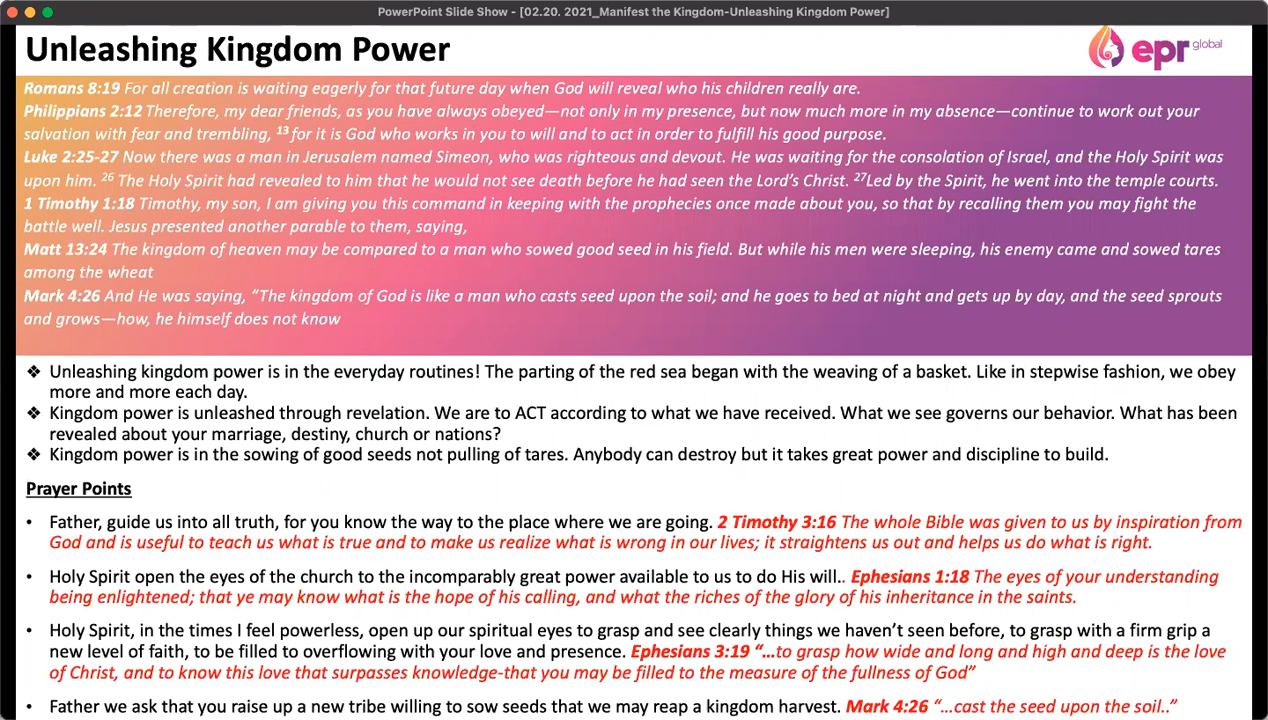 PowerPoint Slide Show - [02.20. 2021_Manifest the Kingdom-Unleashing Kingdom Power]
Unleashing Kingdom Power
epr global
Romans 8:19 For all creation is waiting eagerly for that future day when God will reveal who his children really are.
Philippians 2:12 Therefore, my dear friends, as you have always obeyed—not only in my presence, but now much more in my absence—continue to work out your
salvation with fear and trembling, 13 for it is God who works in you to will and to act in order to fulfill his good purpose.
Luke 2:25-27 Now there was a man in Jerusalem named Simeon, who was righteous and devout. He was waiting for the consolation of Israel, and the Holy Spirit was
upon him. 26 The Holy Spirit had revealed to him that he would not see death before he had seen the Lord's Christ. 27Led by the Spirit, he went into the temple courts.
1 Timothy 1:18 Timothy, my son, I am giving you this command in keeping with the prophecies once made about you, so that by recalling them you may fight the
battle well. Jesus presented another parable to them, saying,
Matt 13:24 The kingdom of heaven may be compared to a man who sowed good seed in his field. But while his men were sleeping, his enemy came and sowed tares
among the wheat
Mark 4:26 And He was saying, “The kingdom of God is like a man who casts seed upon the soil; and he goes to bed at night and gets up by day, and the seed sprouts
and grows—how, he himself does not know
❖ Unleashing kingdom power is in the everyday routines! The parting of the red sea began with the weaving of a basket. Like in stepwise fashion, we obey
more and more each day.
❖ Kingdom power is unleashed through revelation. We are to ACT according to what we have received. What we see governs our behavior. What has been
revealed about your marriage, destiny, church or nations?
❖ Kingdom power is in the sowing of good seeds not pulling of tares. Anybody can destroy but it takes great power and discipline to build.
Prayer Points
• Father, guide us into all truth, for you know the way to the place where we are going. 2 Timothy 3:16 The whole Bible was given to us by inspiration from
God and is useful to teach us what is true and to make us realize what is wrong in our lives; it straightens us out and helps us do what is right.
• Holy Spirit open the eyes of the church to the incomparably great power available to us to do His will.. Ephesians 1:18 The eyes of your understanding
being enlightened; that ye may know what is the hope of his calling, and what the riches of the glory of his inheritance in the saints.
• Holy Spirit, in the times I feel powerless, open up our spiritual eyes to grasp and see clearly things we haven't seen before, to grasp with a firm grip a
new level of faith, to be filled to overflowing with your love and presence. Ephesians 3:19 “…to grasp how wide and long and high and deep is the love
of Christ, and to know this love that surpasses knowledge-that you may be filled to the measure of the fullness of God”
• Father we ask that you raise up a new tribe willing to sow seeds that we may reap a kingdom harvest. Mark 4:26 “…cast the seed upon the soil..”